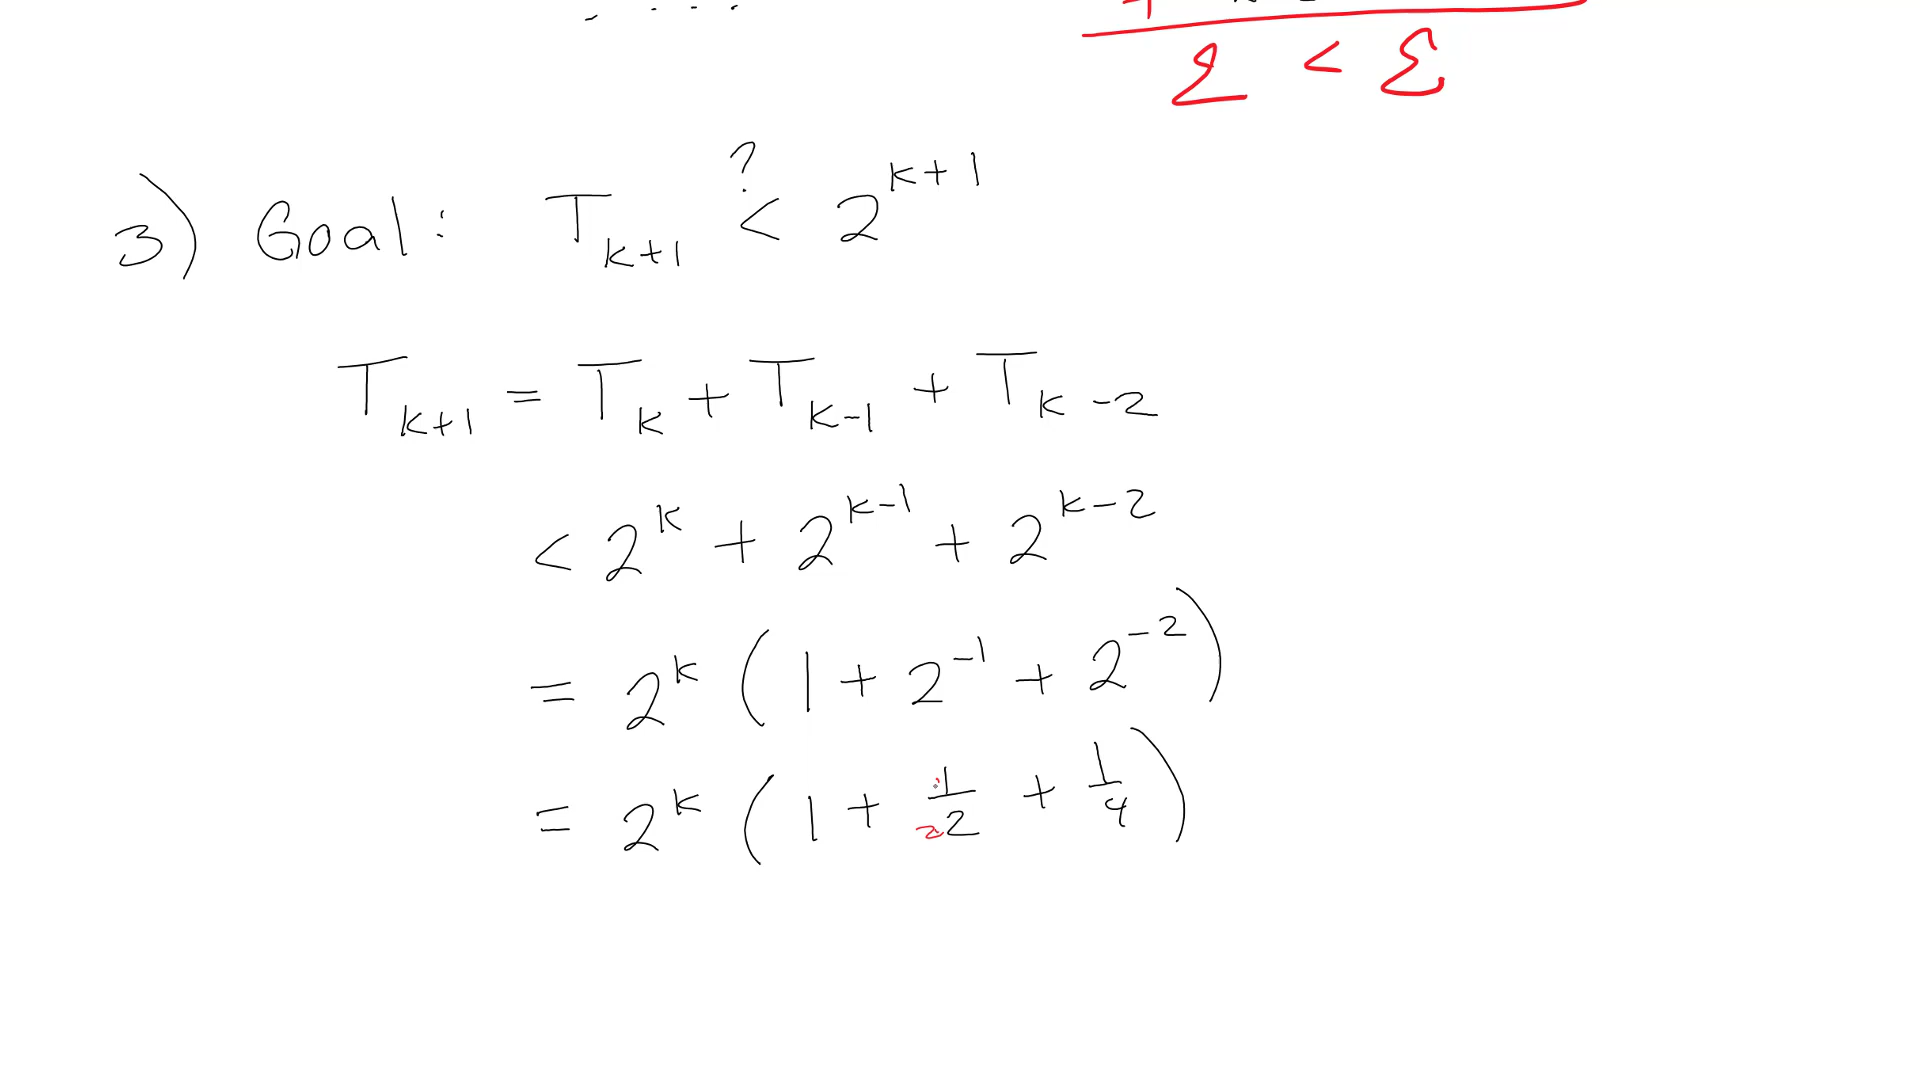 Σ < Σ
3) Goal: T_{k+1} <^? 2^{k+1}
T_{k+1} = T_k + T_{k-1} + T_{k-2}
< 2^k + 2^{k-1} + 2^{k-2}
= 2^k (1 + 2^{-1} + 2^{-2})
= 2^k (1 + 1/2 + 1/4)